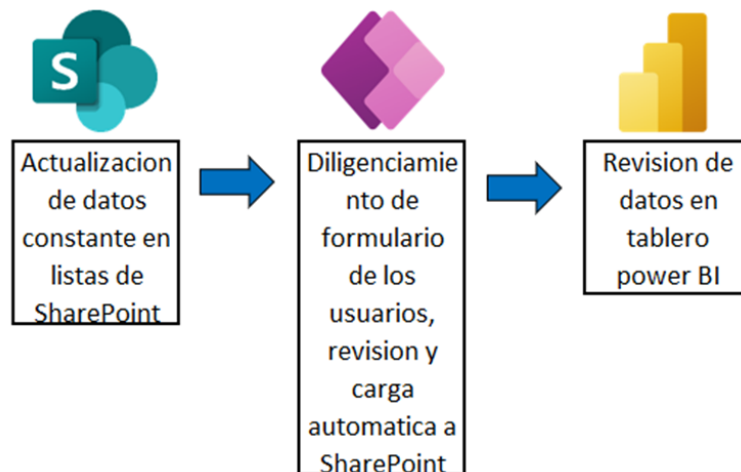 S
Actualizacion
de datos
constante en
listas de
SharePoint
Diligenciamie
nto de
formulario
de los
usuarios,
revision y
carga
automatica a
SharePoint
Revision de
datos en
tablero
power BI